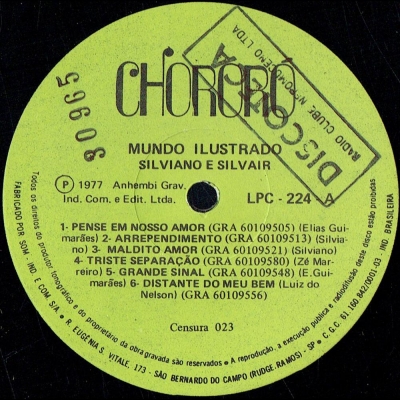 CHORORÓ
DISCOTECA
RADIO CLUBE N. LTDA
80965
MUNDO ILUSTRADO
SILVIANO E SILVAIR
P 1977 Anhembi Grav.
Ind. Com, e Edit. Ltda.
LPC - 224 - A
1- PENSE EM NOSSO AMOR (GRA 60109505) (Elias Gui-
marães) 2- ARREPENDIMENTO (GRA 60109513) (Silvia-
no) 3- MALDITO AMOR (GRA 60109521) (Silviano)
4- TRISTE SEPARAÇÃO (GRA 60109580) (Zé Mar-
reiro) 5- GRANDE SINAL (GRA 60109548) (E.Gui-
marães) 6- DISTANTE DO MEU BEM (Luiz do
Nelson) (GRA 60109556)
Censura 023
Todos os direitos do produtor fonográfico e do proprietário da obra gravada são reservados • A reprodução, a execução pública e radiodifusão deste disco estão proibidas
FABRICADO POR SOM - IND. E COM. S/A. • R. EUGÊNIA S. VITALE, 173 - SÃO BERNARDO DO CAMPO (RUDGE RAMOS) - SP • C.G.C. 61.160.842/0001-03 - IND BRASILEIRA